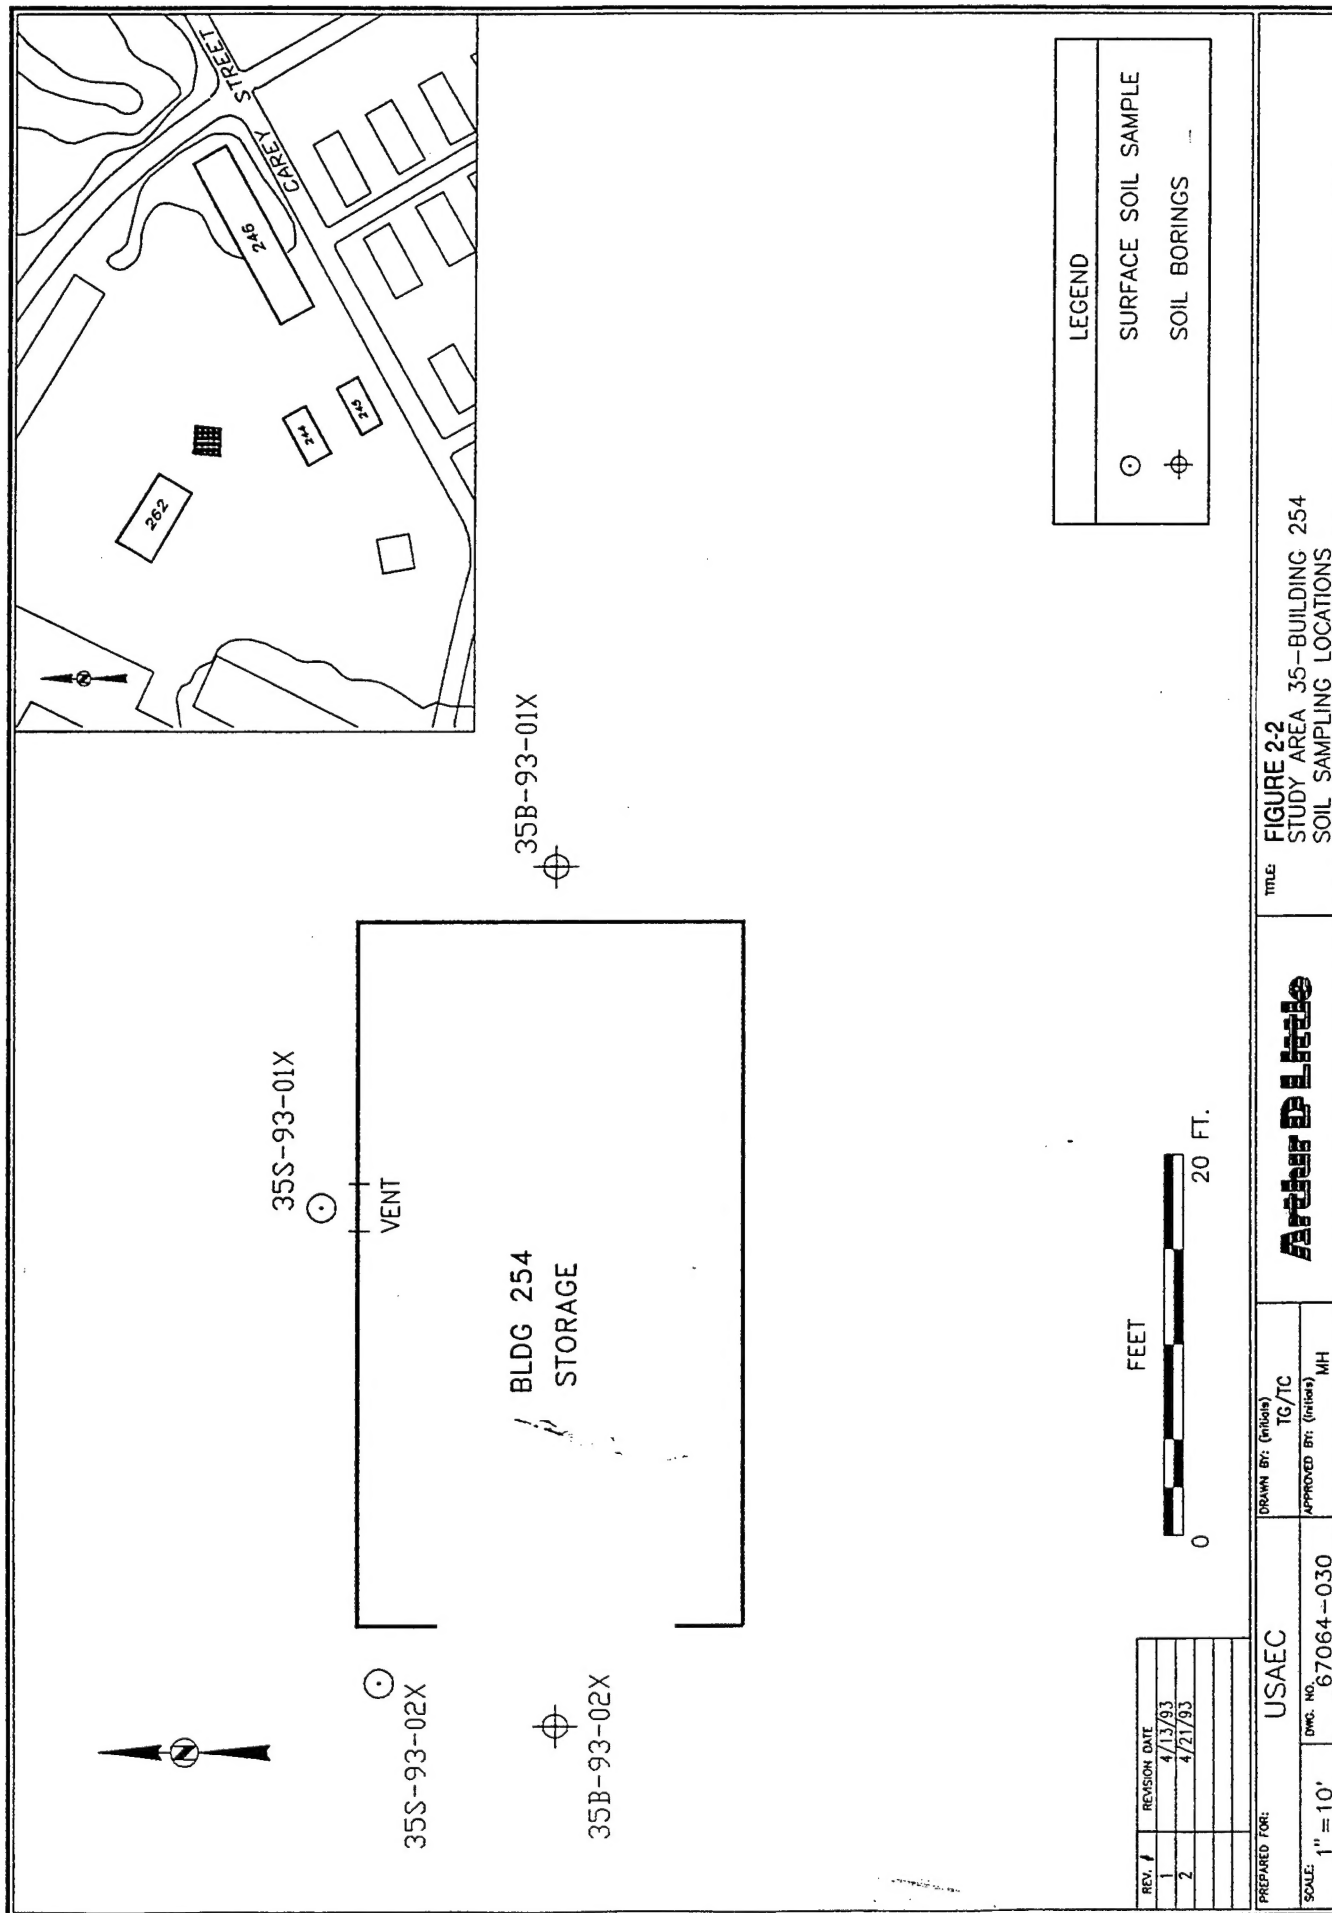 CAREY STREET
246
262
244
245
N
35B-93-01X
35S-93-01X
VENT
BLDG 254
STORAGE
N
35S-93-02X
35B-93-02X
LEGEND
SURFACE SOIL SAMPLE
SOIL BORINGS
FEET
0 20 FT.
REV. # REVISION DATE
1 4/13/93
2 4/21/93
PREPARED FOR: USAEC
SCALE: 1"=10'
DWG. NO. 67064-030
DRAWN BY: (Initials) TG/TC
APPROVED BY: (Initials) MH
Arthur D Little
TITLE: FIGURE 2-2
STUDY AREA 35-BUILDING 254
SOIL SAMPLING LOCATIONS